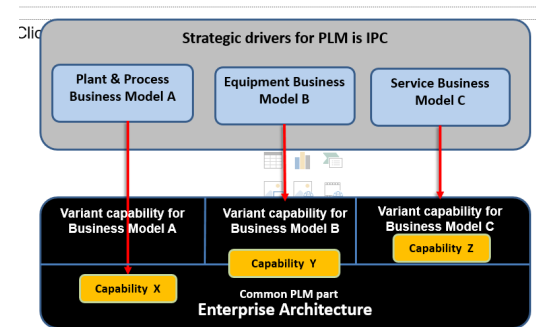 Clic
Strategic drivers for PLM is IPC
Plant & Process
Business Model A
Equipment Business
Model B
Service Business
Model C
Variant capability for
Business Model A
Variant capability for
Business Model B
Variant capability for
Business Model C
Capability Z
Capability Y
Capability X
Common PLM part
Enterprise Architecture